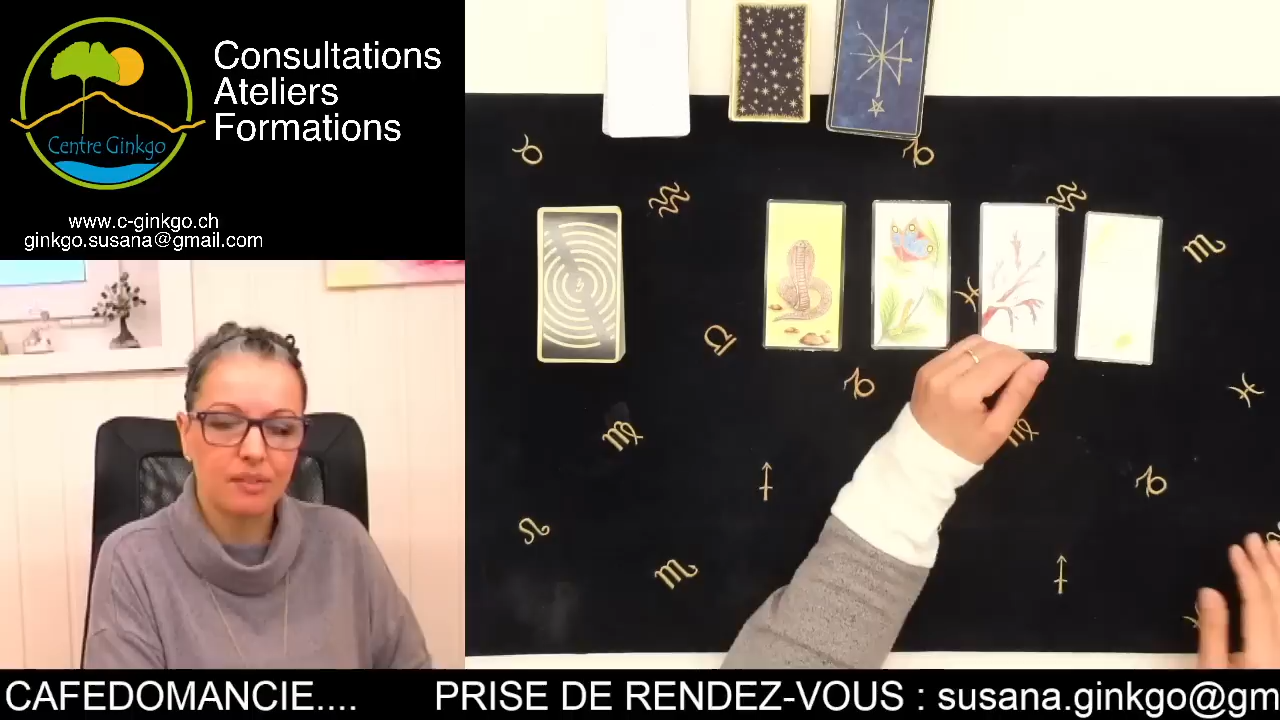 Consultations
Ateliers
Formations
Centre Ginkgo
www.c-ginkgo.ch
ginkgo.susana@gmail.com
CAFEDOMANCIE.... PRISE DE RENDEZ-VOUS : susana.ginkgo@gm